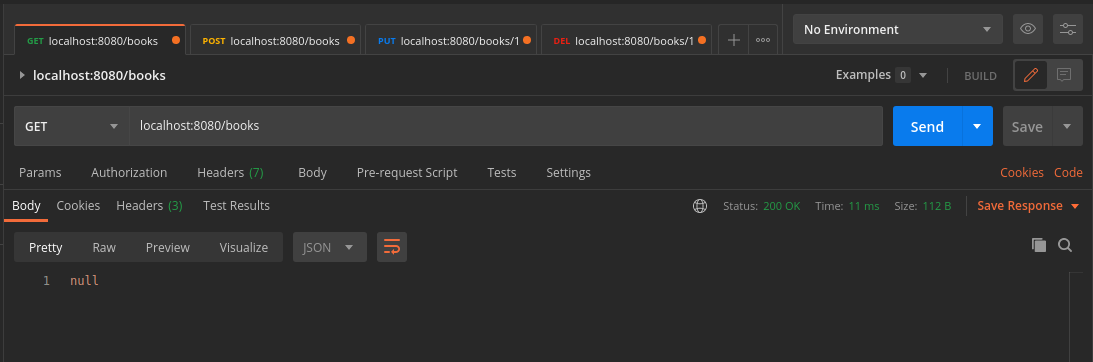 GET localhost:8080/books POST localhost:8080/books PUT localhost:8080/books/1 DEL localhost:8080/books/1 No Environment
localhost:8080/books Examples 0 BUILD
GET localhost:8080/books Send Save
Params Authorization Headers (7) Body Pre-request Script Tests Settings Cookies Code
Body Cookies Headers (3) Test Results Status: 200 OK Time: 11 ms Size: 112 B Save Response
Pretty Raw Preview Visualize JSON
1 null